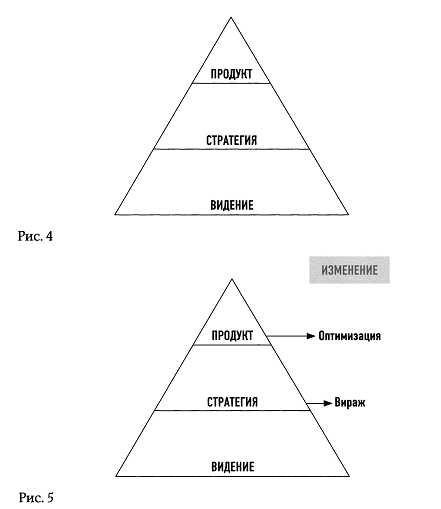 ПРОДУКТ
СТРАТЕГИЯ
ВИДЕНИЕ
Рис. 4
ИЗМЕНЕНИЕ
ПРОДУКТ
Оптимизация
СТРАТЕГИЯ
Вираж
ВИДЕНИЕ
Рис. 5